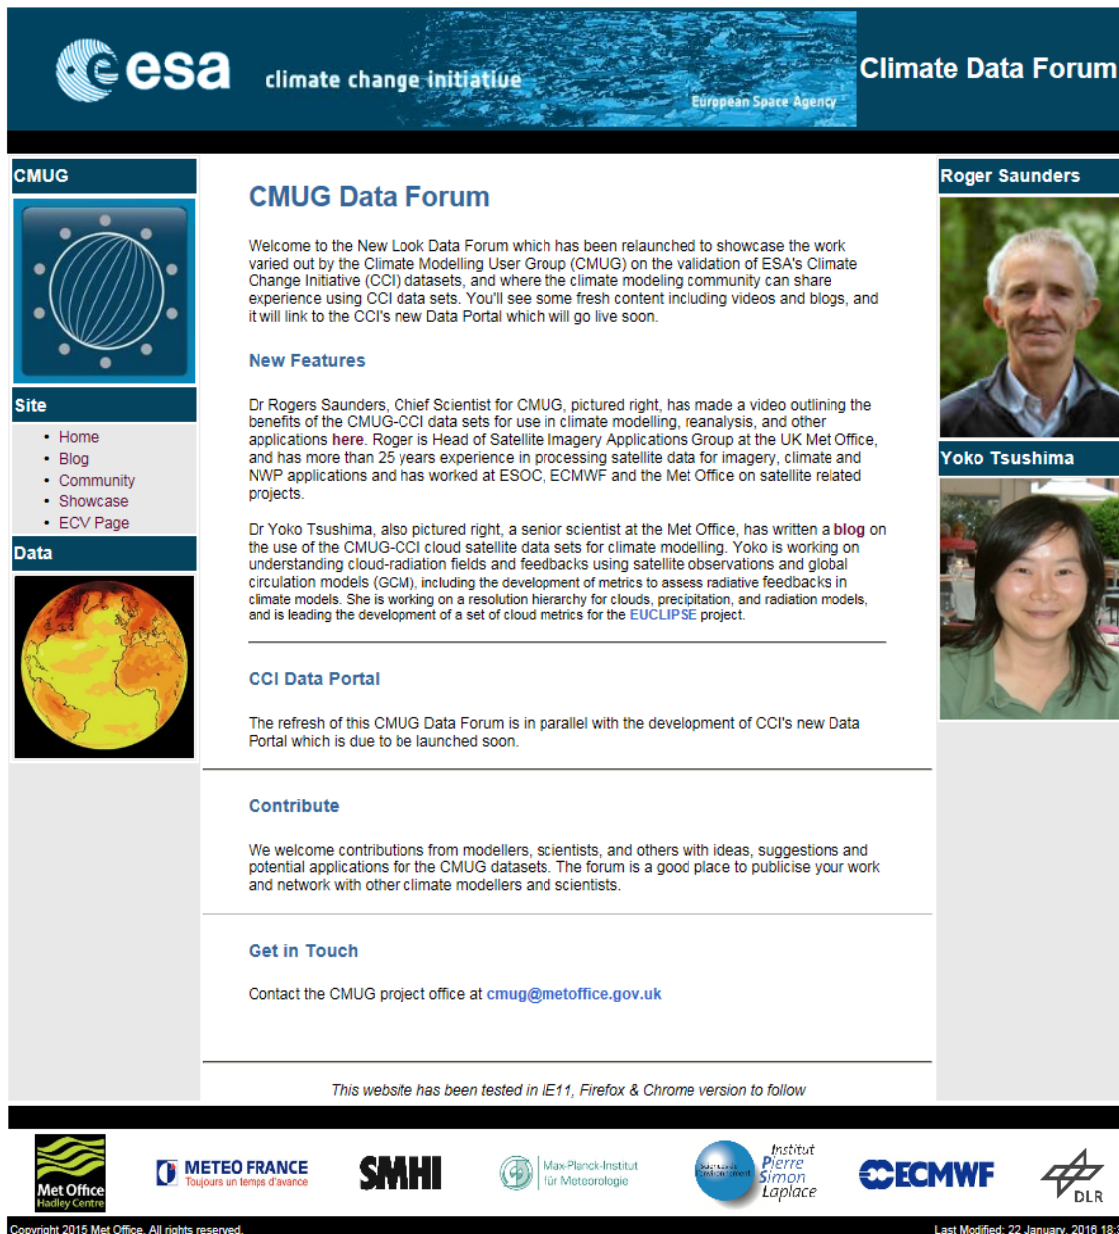 esa
climate change initiative
European Space Agency
Climate Data Forum
CMUG
Site
• Home
• Blog
• Community
• Showcase
• ECV Page
Data
CMUG Data Forum
Welcome to the New Look Data Forum which has been relaunched to showcase the work
varied out by the Climate Modelling User Group (CMUG) on the validation of ESA's Climate
Change Initiative (CCI) datasets, and where the climate modeling community can share
experience using CCI data sets. You'll see some fresh content including videos and blogs, and
it will link to the CCI's new Data Portal which will go live soon.
New Features
Dr Rogers Saunders, Chief Scientist for CMUG, pictured right, has made a video outlining the
benefits of the CMUG-CCI data sets for use in climate modelling, reanalysis, and other
applications here. Roger is Head of Satellite Imagery Applications Group at the UK Met Office,
and has more than 25 years experience in processing satellite data for imagery, climate and
NWP applications and has worked at ESOC, ECMWF and the Met Office on satellite related
projects.
Dr Yoko Tsushima, also pictured right, a senior scientist at the Met Office, has written a blog on
the use of the CMUG-CCI cloud satellite data sets for climate modelling. Yoko is working on
understanding cloud-radiation fields and feedbacks using satellite observations and global
circulation models (GCM), including the development of metrics to assess radiative feedbacks in
climate models. She is working on a resolution hierarchy for clouds, precipitation, and radiation models,
and is leading the development of a set of cloud metrics for the EUCLIPSE project.
CCI Data Portal
The refresh of this CMUG Data Forum is in parallel with the development of CCI's new Data
Portal which is due to be launched soon.
Contribute
We welcome contributions from modellers, scientists, and others with ideas, suggestions and
potential applications for the CMUG datasets. The forum is a good place to publicise your work
and network with other climate modellers and scientists.
Get in Touch
Contact the CMUG project office at cmug@metoffice.gov.uk
This website has been tested in IE11, Firefox & Chrome version to follow
Roger Saunders
Yoko Tsushima
Met Office
Hadley Centre
METEO FRANCE
Toujours un temps d'avance
SMHI
Max-Planck-Institut
für Meteorologie
Institut
Pierre
Simon
Laplace
ECMWF
DLR
Copyright 2015 Met Office. All rights reserved.
Last Modified: 22 January, 2016 18:3